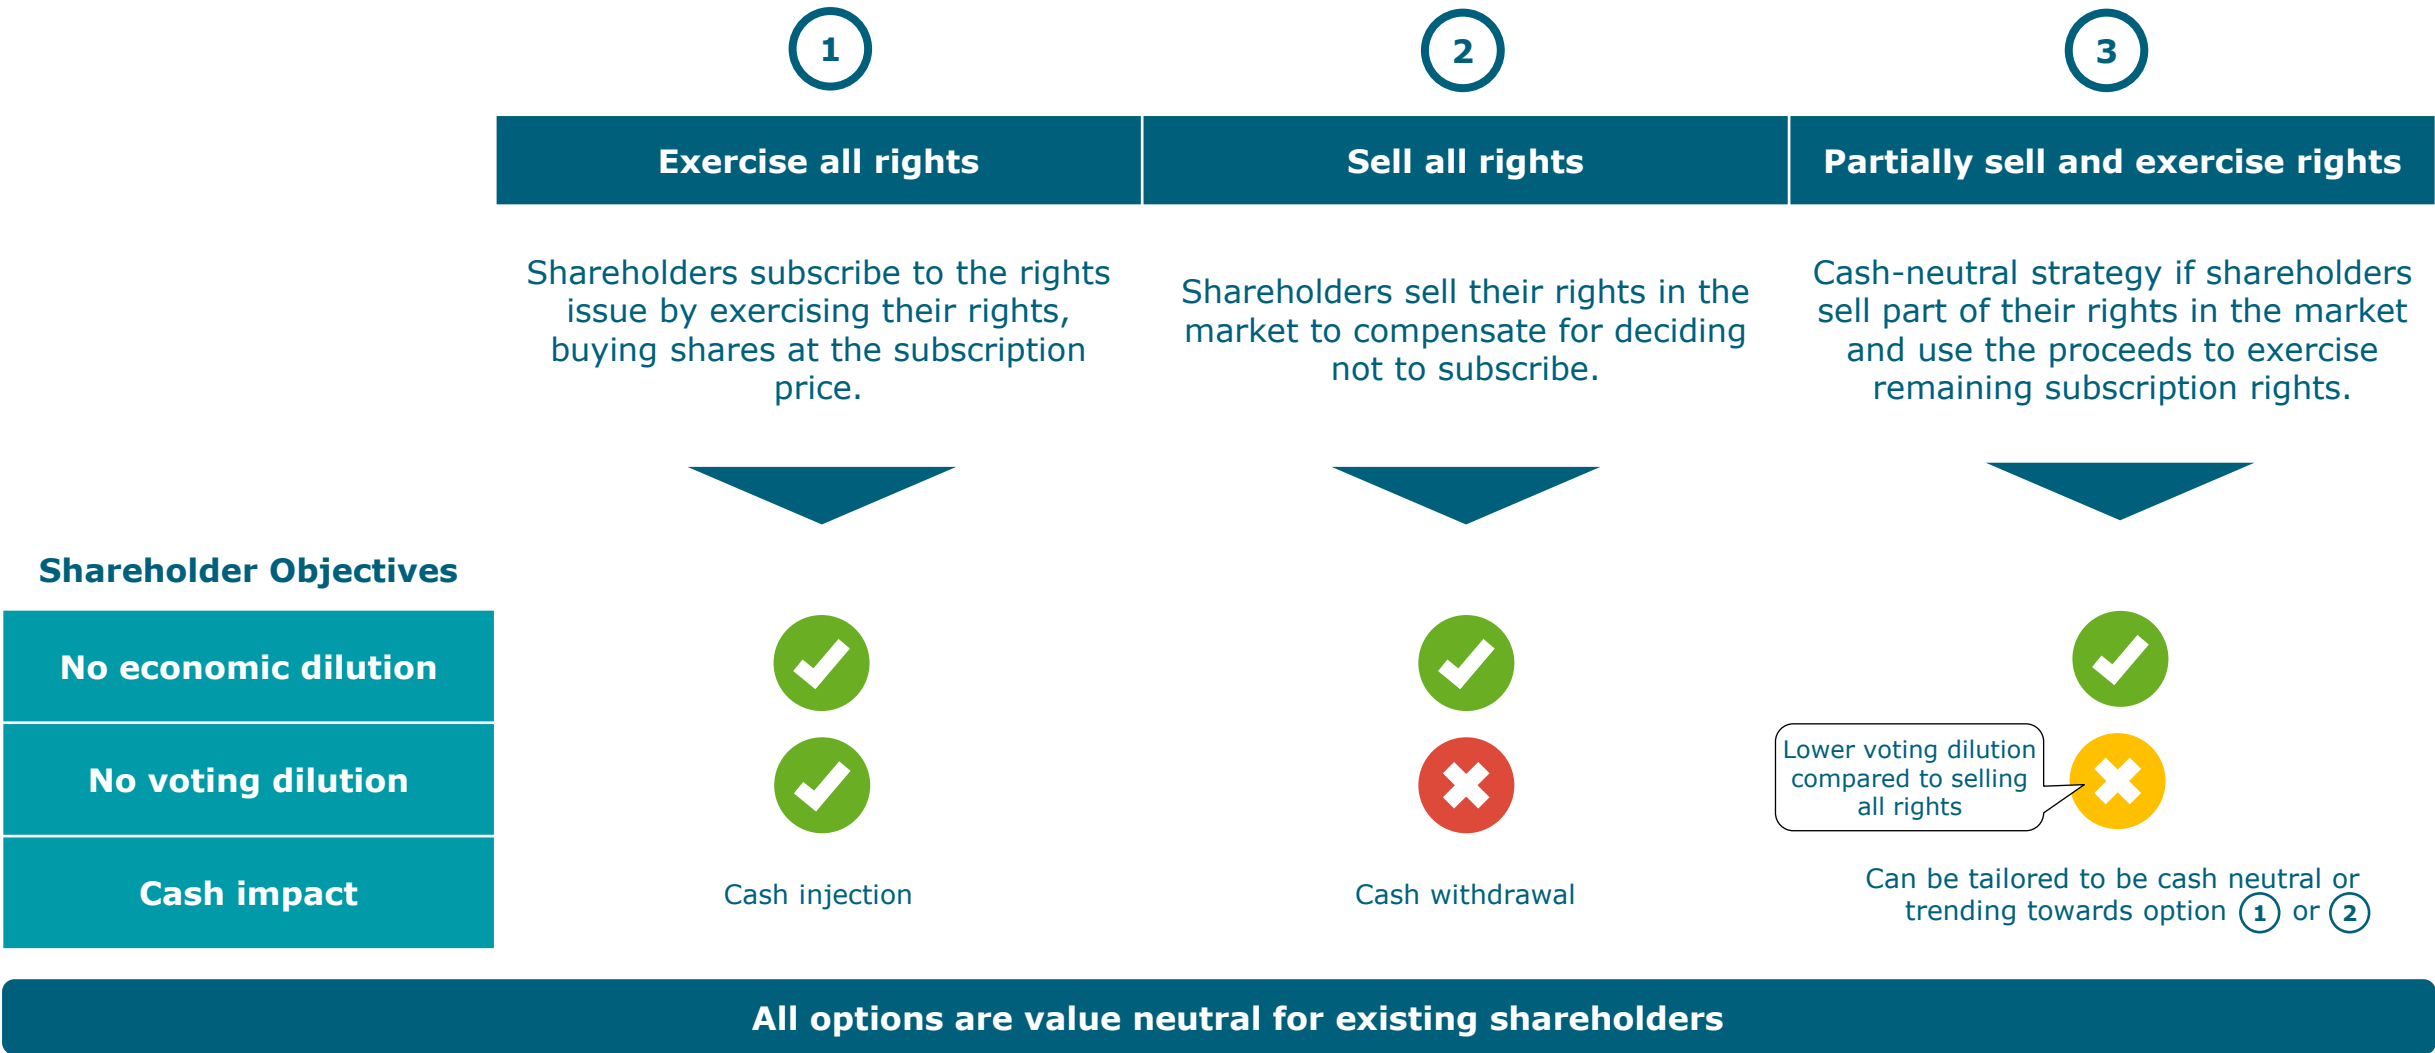 1
2
3
Exercise all rights
Sell all rights
Partially sell and exercise rights
Shareholders subscribe to the rights
issue by exercising their rights,
buying shares at the subscription
price.
Shareholders sell their rights in the
market to compensate for deciding
not to subscribe.
Cash-neutral strategy if shareholders
sell part of their rights in the market
and use the proceeds to exercise
remaining subscription rights.
Shareholder Objectives
No economic dilution
No voting dilution
Lower voting dilution
compared to selling
all rights
Cash impact
Cash injection
Cash withdrawal
Can be tailored to be cash neutral or
trending towards option 1 or 2
All options are value neutral for existing shareholders